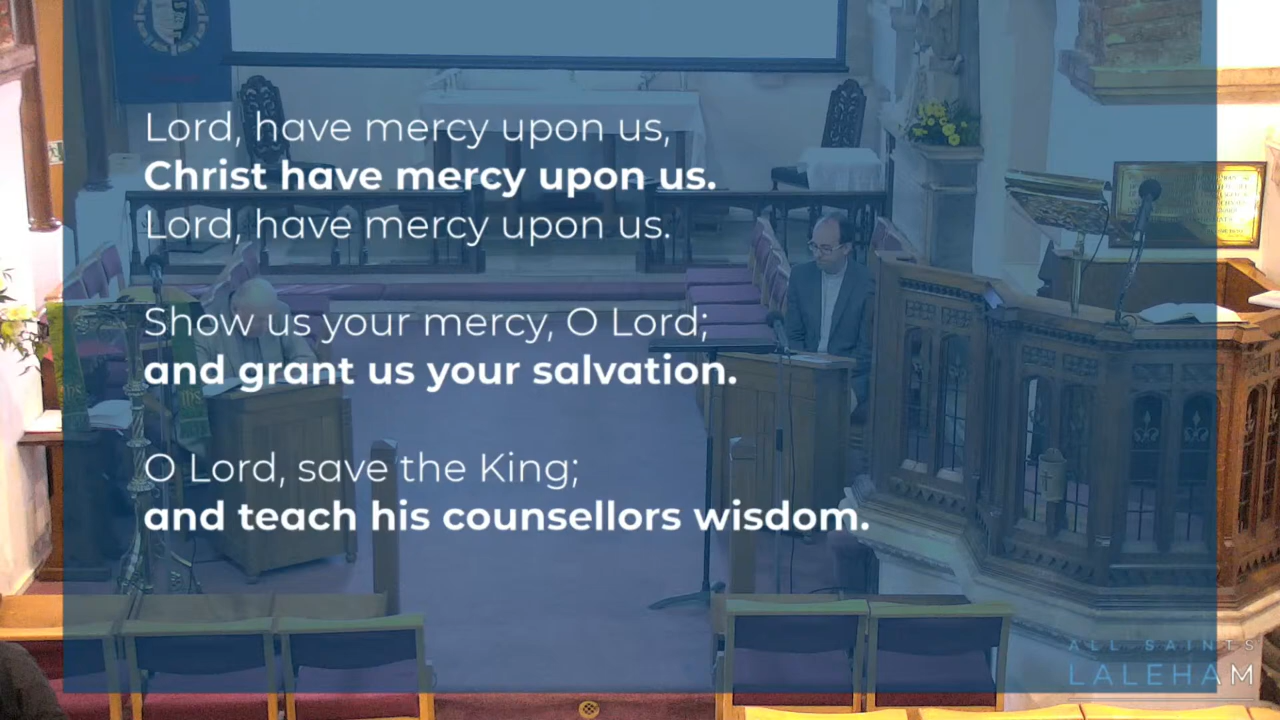 Lord, have mercy upon us,
Christ have mercy upon us.
Lord, have mercy upon us.
Show us your mercy, O Lord;
and grant us your salvation.
O Lord, save the King;
and teach his counsellors wisdom.
ALL SAINTS
LALEHAM